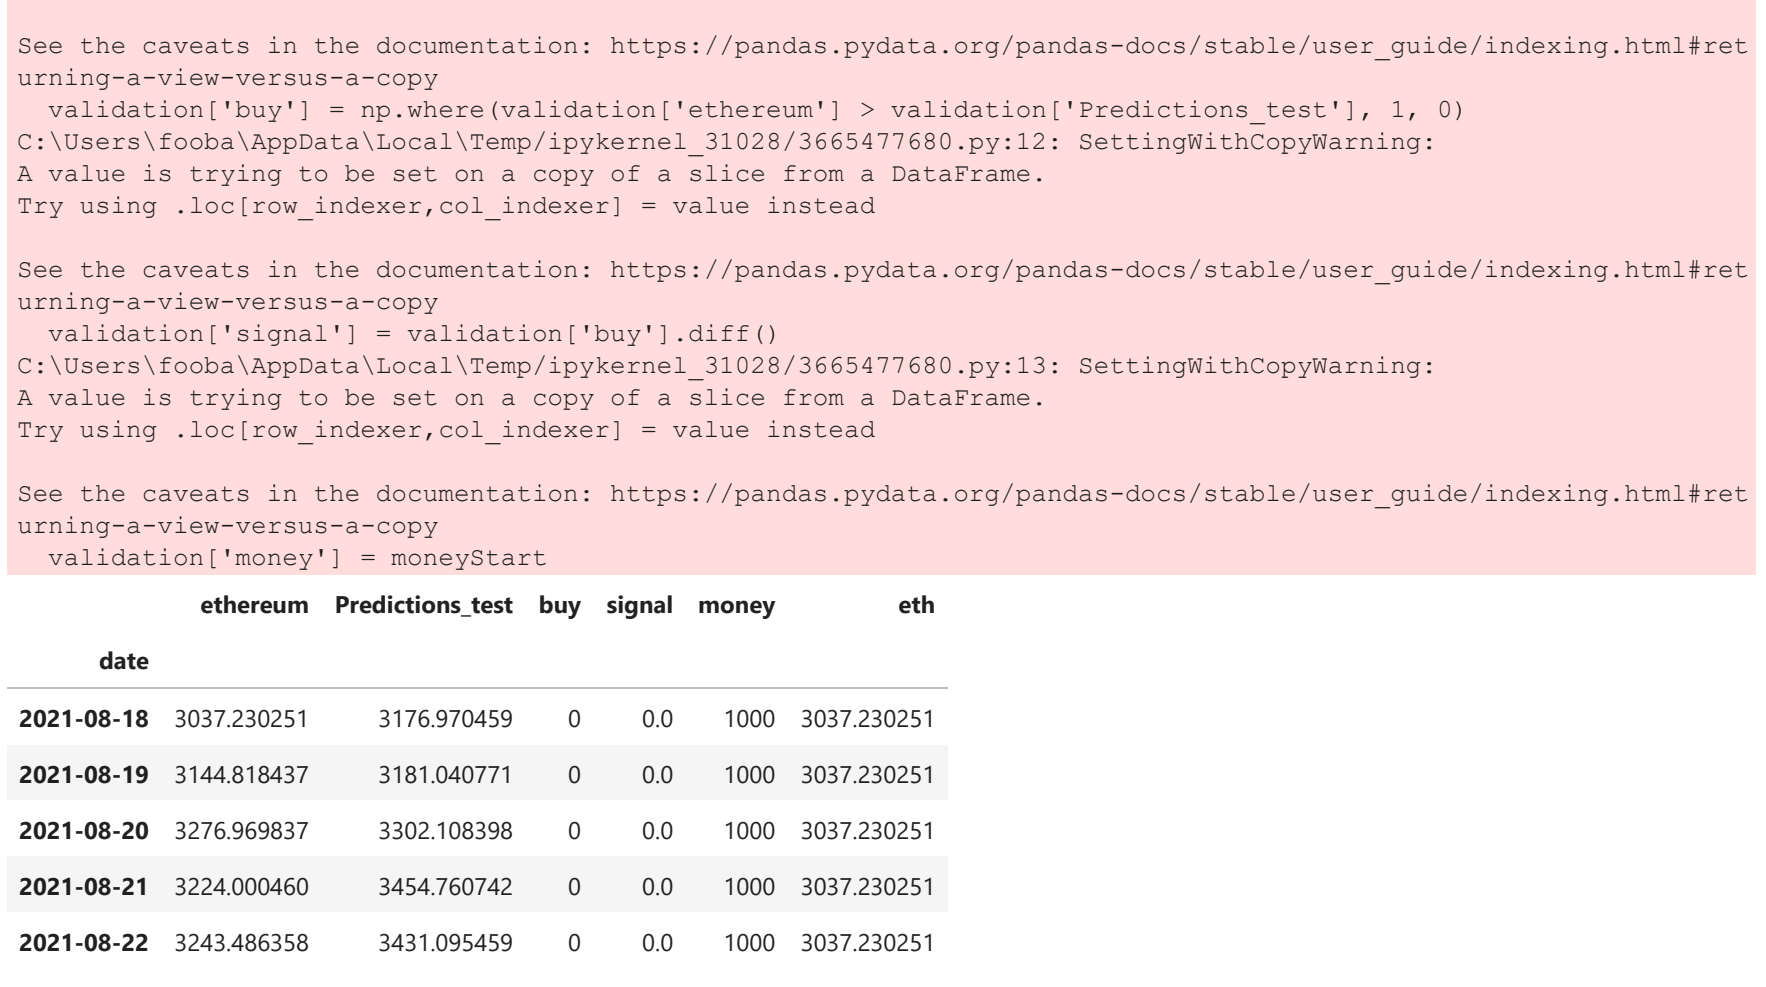 See the caveats in the documentation: https://pandas.pydata.org/pandas-docs/stable/user_guide/indexing.html#ret
urning-a-view-versus-a-copy
  validation['buy'] = np.where(validation['ethereum'] > validation['Predictions_test'], 1, 0)
C:\Users\fooba\AppData\Local\Temp/ipykernel_31028/3665477680.py:12: SettingWithCopyWarning:
A value is trying to be set on a copy of a slice from a DataFrame.
Try using .loc[row_indexer,col_indexer] = value instead

See the caveats in the documentation: https://pandas.pydata.org/pandas-docs/stable/user_guide/indexing.html#ret
urning-a-view-versus-a-copy
  validation['signal'] = validation['buy'].diff()
C:\Users\fooba\AppData\Local\Temp/ipykernel_31028/3665477680.py:13: SettingWithCopyWarning:
A value is trying to be set on a copy of a slice from a DataFrame.
Try using .loc[row_indexer,col_indexer] = value instead

See the caveats in the documentation: https://pandas.pydata.org/pandas-docs/stable/user_guide/indexing.html#ret
urning-a-view-versus-a-copy
  validation['money'] = moneyStart
ethereum Predictions_test buy signal money eth
date
2021-08-18 3037.230251 3176.970459 0 0.0 1000 3037.230251
2021-08-19 3144.818437 3181.040771 0 0.0 1000 3037.230251
2021-08-20 3276.969837 3302.108398 0 0.0 1000 3037.230251
2021-08-21 3224.000460 3454.760742 0 0.0 1000 3037.230251
2021-08-22 3243.486358 3431.095459 0 0.0 1000 3037.230251